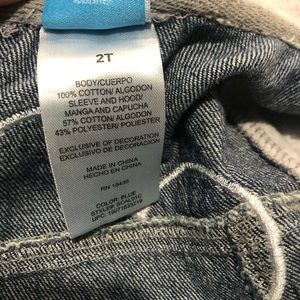 2T
BODY/CUERPO
100% COTTON/ ALGODON
SLEEVE AND HOOD/
MANGA AND CAPUCHA
57% COTTON/ ALGODON
43% POLYESTER/ POLIESTER
EXCLUSIVE OF DECORATION
EXCLUSIVO DE DECORACION
MADE IN CHINA
HECHO EN CHINA
COLOR: BLUE